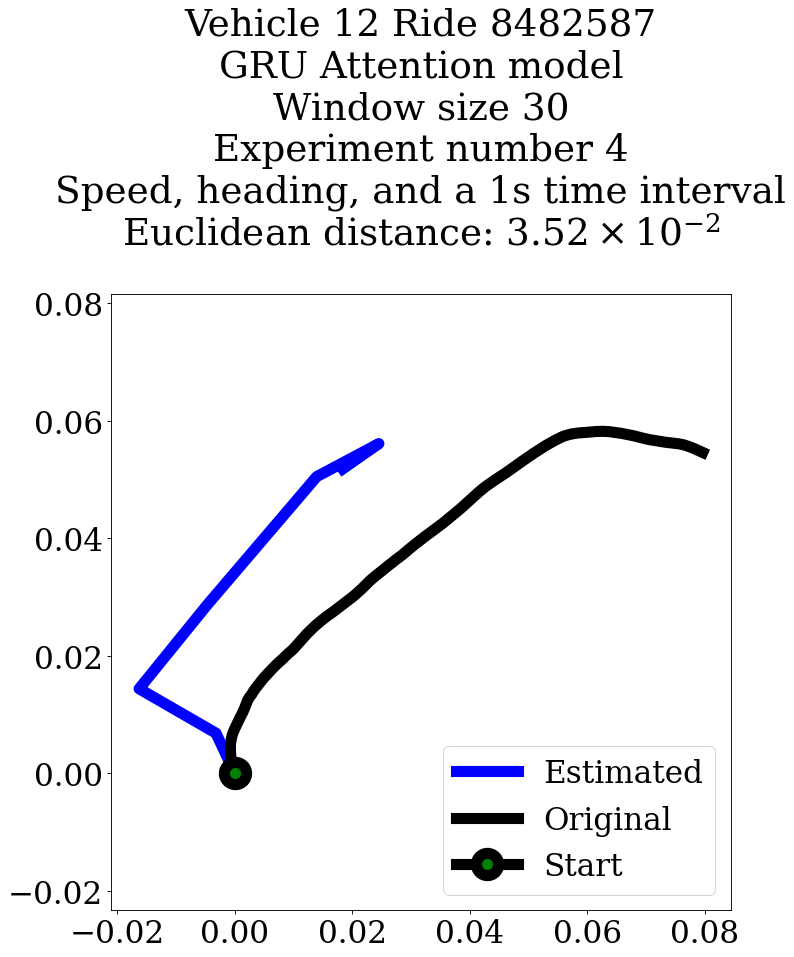 Vehicle 12 Ride 8482587
GRU Attention model
Window size 30
Experiment number 4
Speed, heading, and a 1s time interval
Euclidean distance: 3.52 × 10⁻²
0.08
0.06
0.04
0.02
0.00
−0.02
Estimated
Original
Start
−0.02 0.00 0.02 0.04 0.06 0.08